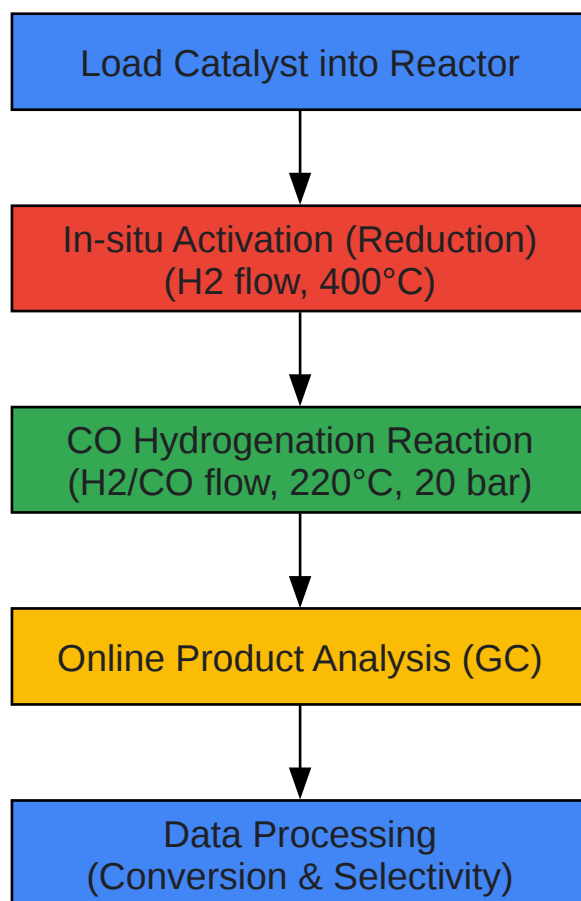 Load Catalyst into Reactor
In-situ Activation (Reduction)
(H2 flow, 400°C)
CO Hydrogenation Reaction
(H2/CO flow, 220°C, 20 bar)
Online Product Analysis (GC)
Data Processing
(Conversion & Selectivity)